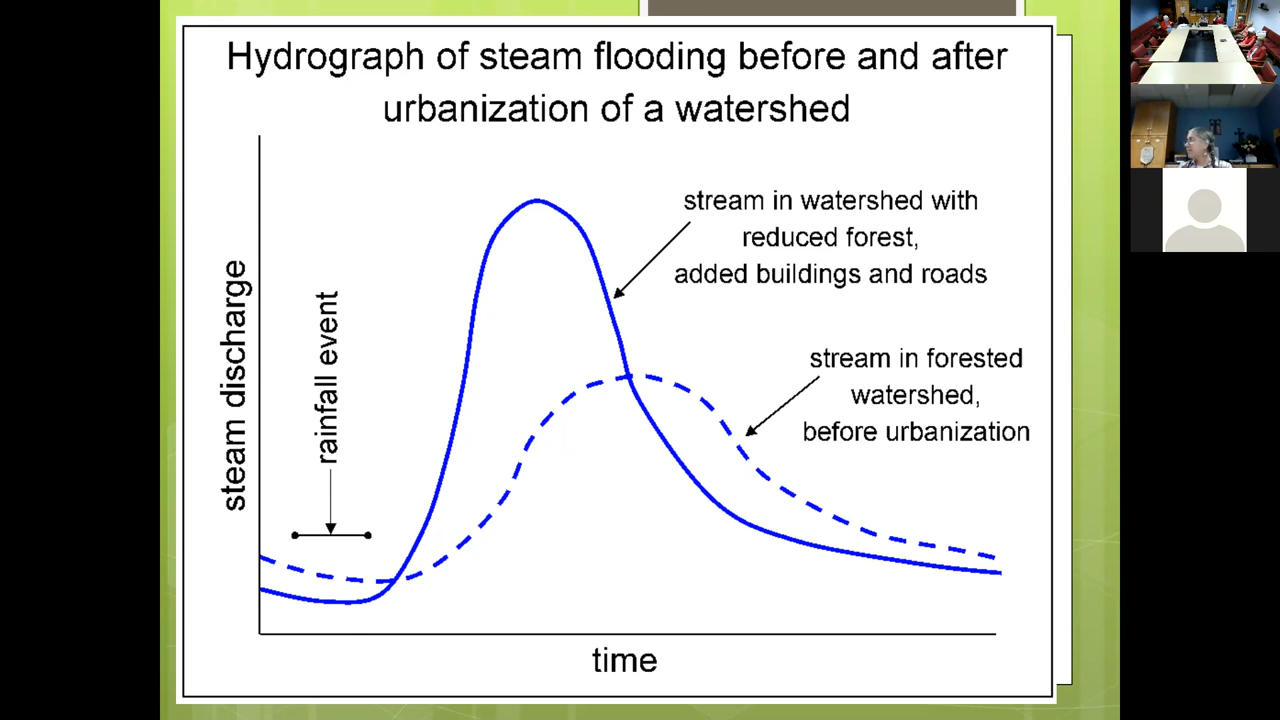 Hydrograph of steam flooding before and after
urbanization of a watershed
stream in watershed with
reduced forest,
added buildings and roads
stream in forested
watershed,
before urbanization
rainfall event
steam discharge
time